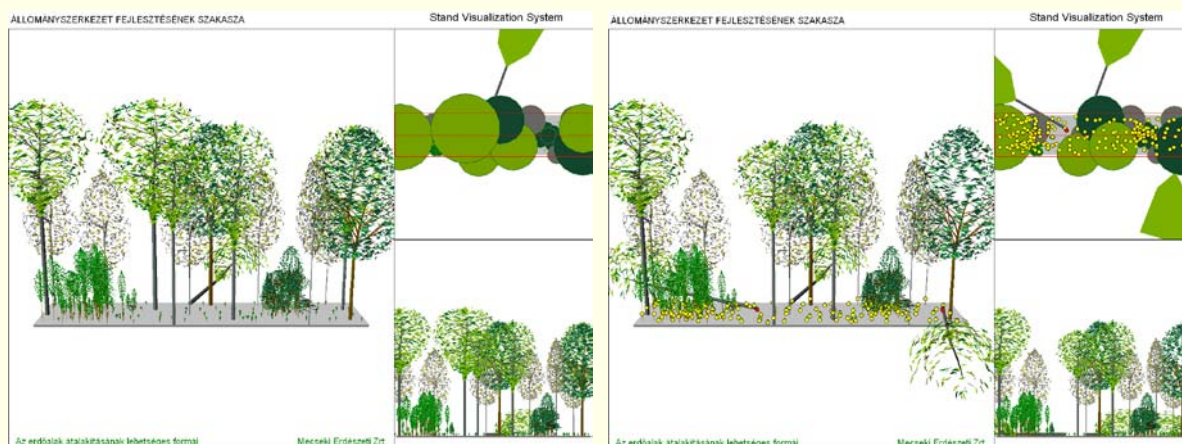 ÁLLOMÁNYSZERKEZET FEJLESZTÉSÉNEK SZAKASZA
Stand Visualization System
Az erdőalak átalakításának lehetséges formái
Mecseki Erdészeti Zrt.
ÁLLOMÁNYSZERKEZET FEJLESZTÉSÉNEK SZAKASZA
Stand Visualization System
Az erdőalak átalakításának lehetséges formái
Mecseki Erdészeti Zrt.